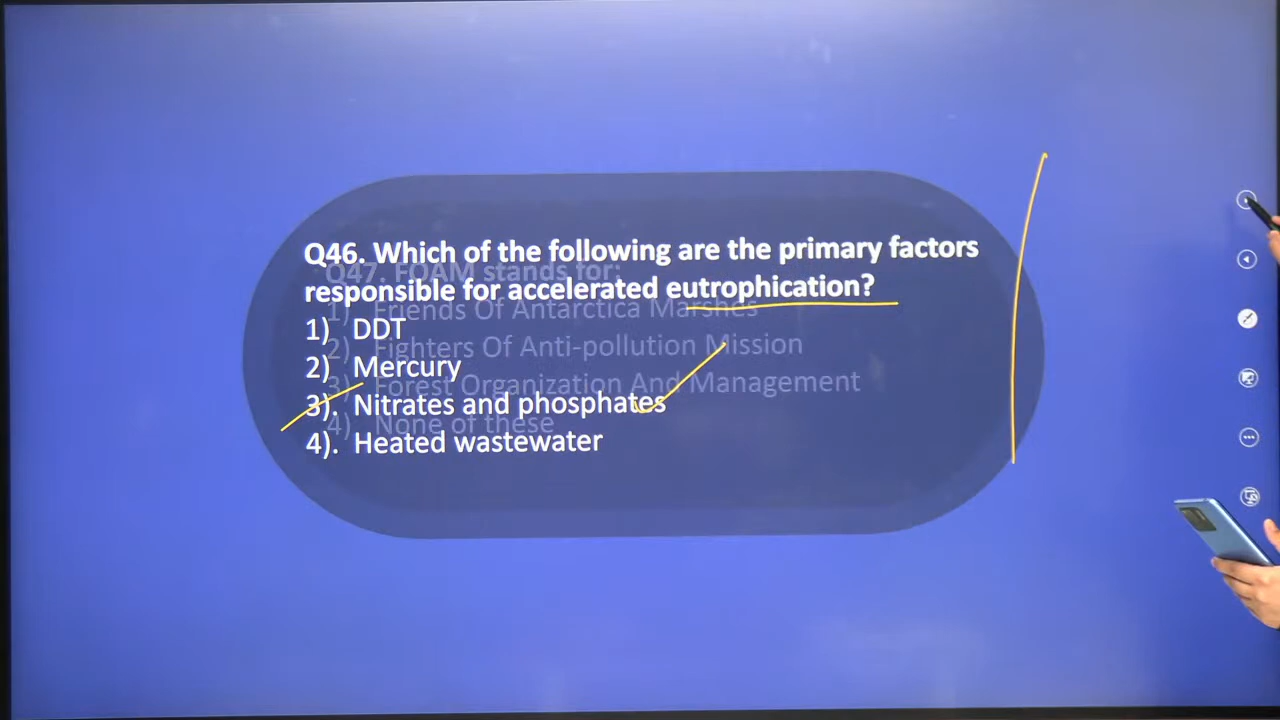 Q46. Which of the following are the primary factors
responsible for accelerated eutrophication?
1) DDT
2) Mercury
3). Nitrates and phosphates
4). Heated wastewater
Q47. FOAM stands for:
1) Friends Of Antarctica Marshes
2) Fighters Of Anti-pollution Mission
3) Forest Organization And Management
4) None of these